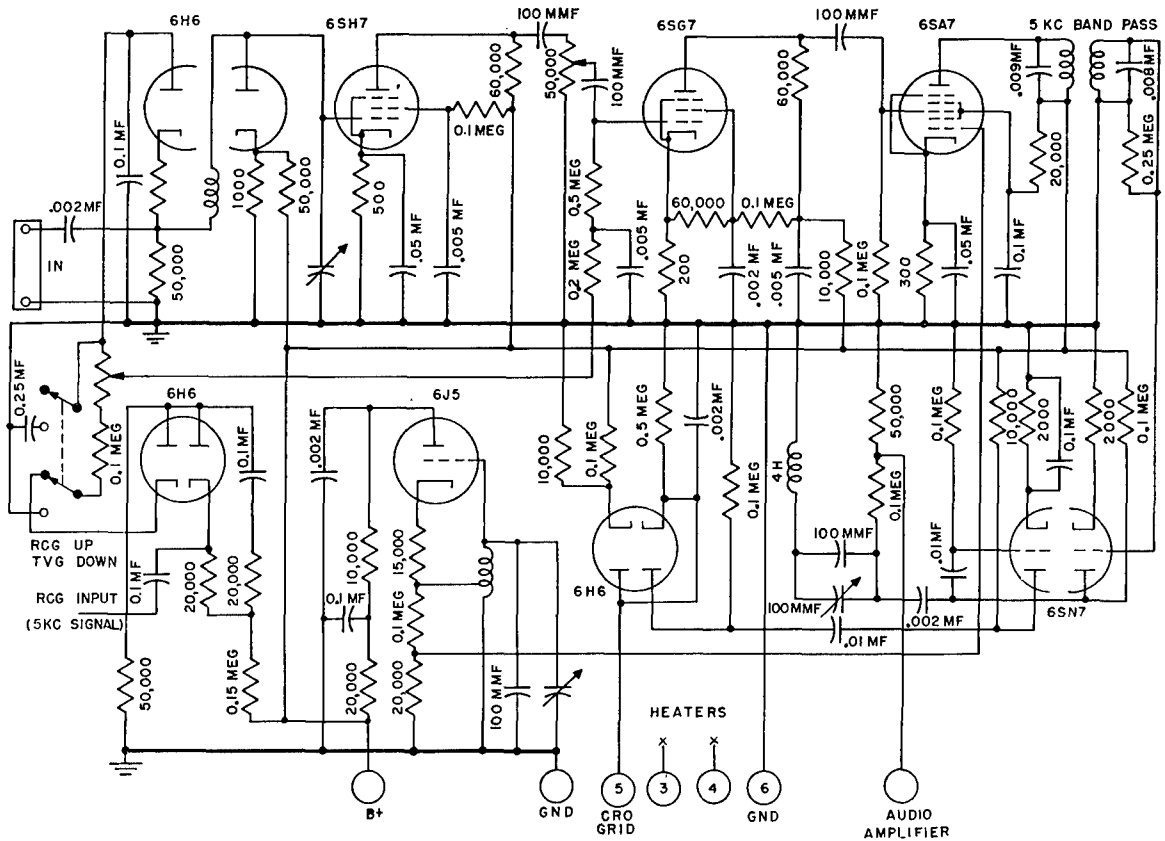 6H6
6SH7
100 MMF
6SG7
100 MMF
6SA7
5 KC BAND PASS
60,000
50,000
100MMF
60,000
.009MF
.008MF
0.1 MF
0.1 MEG
20,000
0.25 MEG
.002MF
1000
50,000
500
0.5 MEG
60,000
0.1 MEG
IN
50,000
.05 MF
.005 MF
0.2 MEG
.005 MF
200
.002 MF
.005 MF
10,000
0.1 MEG
300
.05 MF
0.1 MF
0.25 MF
6H6
6J5
0.1 MEG
0.1 MF
.002 MF
10,000
0.1 MEG
0.5 MEG
.002MF
0.1 MEG
4H
50,000
0.1 MEG
0.1 MEG
10,000
2000
0.1 MF
2000
0.1 MEG
RCG UP
TVG DOWN
RCG INPUT
(5KC SIGNAL)
0.1 MF
20,000
20,000
10,000
15,000
0.1 MF
0.1 MEG
6H6
100 MMF
100MMF
.01 MF
.01 MF
.002 MF
6SN7
50,000
0.15 MEG
20,000
20,000
100 MMF
HEATERS
x
x
5
3
4
6
B+
GND
CRO
GRID
GND
AUDIO
AMPLIFIER